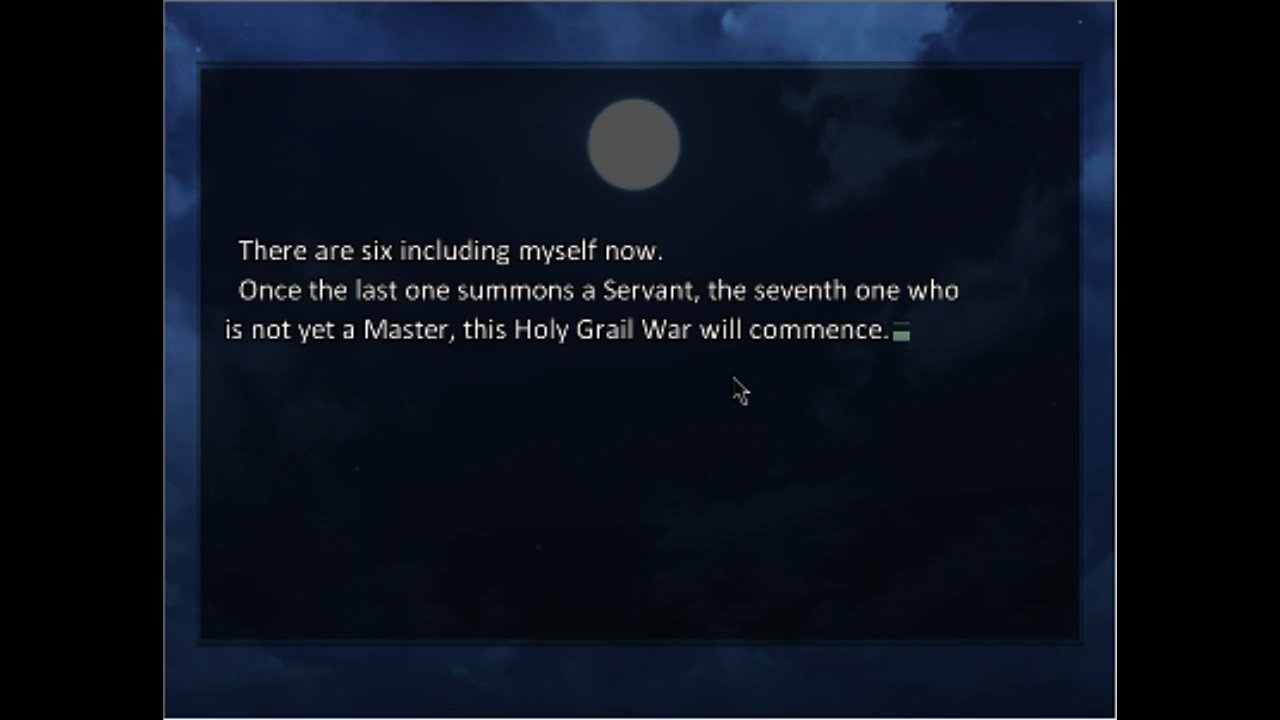 There are six including myself now.
Once the last one summons a Servant, the seventh one who
is not yet a Master, this Holy Grail War will commence.